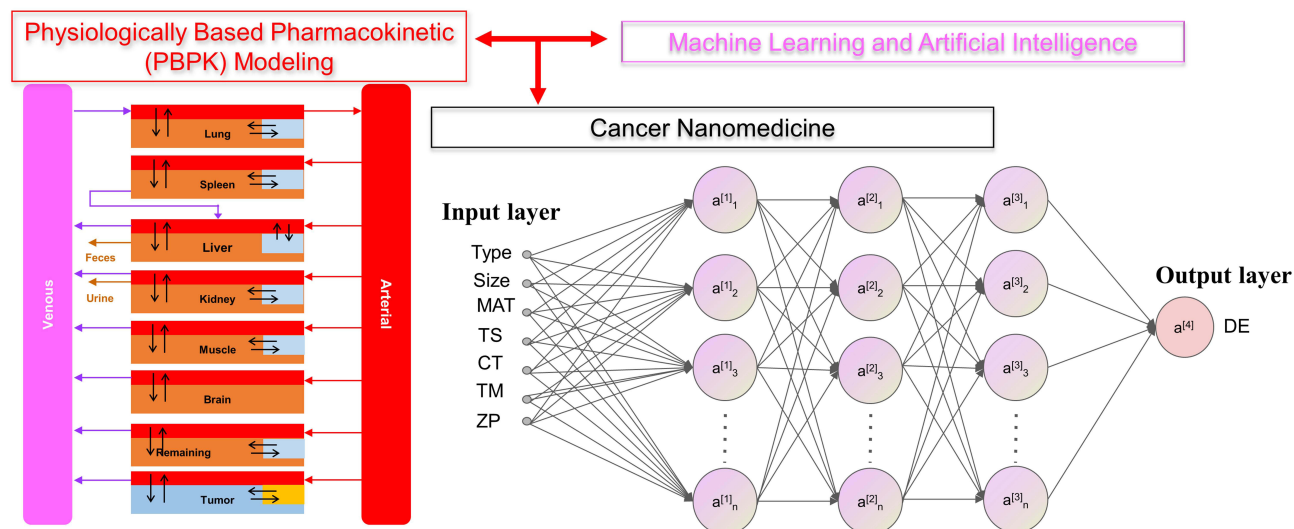 Physiologically Based Pharmacokinetic
(PBPK) Modeling
Machine Learning and Artificial Intelligence
Cancer Nanomedicine
Venous
Arterial
Lung
Spleen
Liver
Feces
Kidney
Urine
Muscle
Brain
Remaining
Tumor
Input layer
Type
Size
MAT
TS
CT
TM
ZP
a[1]1
a[1]2
a[1]3
a[1]n
a[2]1
a[2]2
a[2]3
a[2]n
a[3]1
a[3]2
a[3]3
a[3]n
Output layer
a[4]
DE